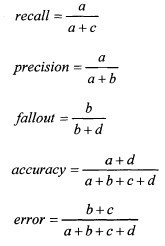 recall = a / a + c
precision = a / a + b
fallout = b / b + d
accuracy = a + d / a + b + c + d
error = b + c / a + b + c + d